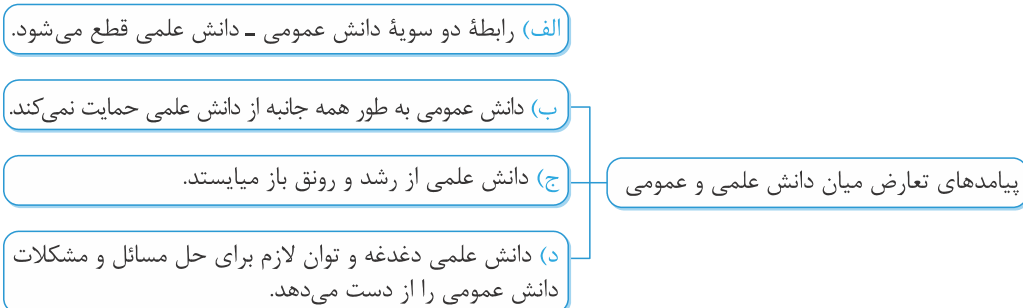 پیامدهای تعارض میان دانش علمی و عمومی
الف) رابطهٔ دو سویهٔ دانش عمومی ـ دانش علمی قطع می‌شود.
ب) دانش عمومی به طور همه جانبه از دانش علمی حمایت نمی‌کند.
ج) دانش علمی از رشد و رونق باز میایستد.
د) دانش علمی دغدغه و توان لازم برای حل مسائل و مشکلات
دانش عمومی را از دست می‌دهد.